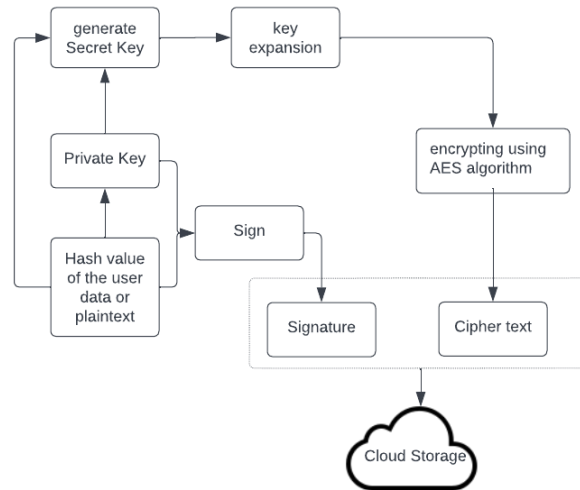 generate
Secret Key
key
expansion
Private Key
encrypting using
AES algorithm
Sign
Hash value
of the user
data or
plaintext
Signature
Cipher text
Cloud Storage